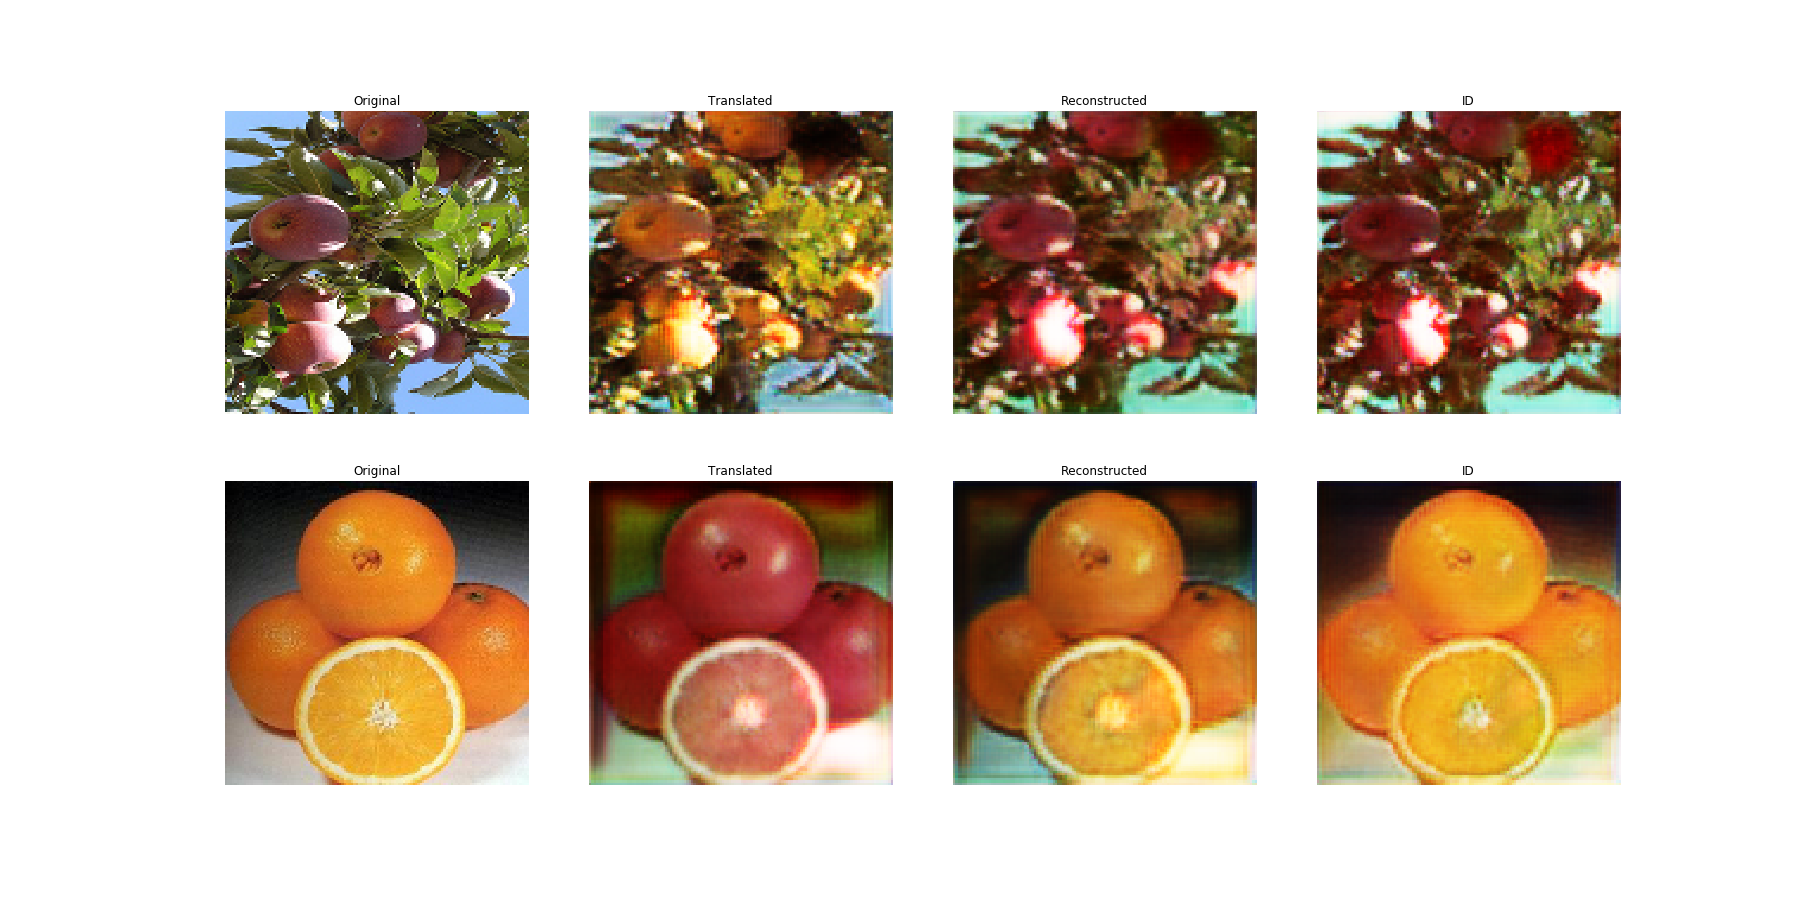 Original
Translated
Reconstructed
ID
Original
Translated
Reconstructed
ID